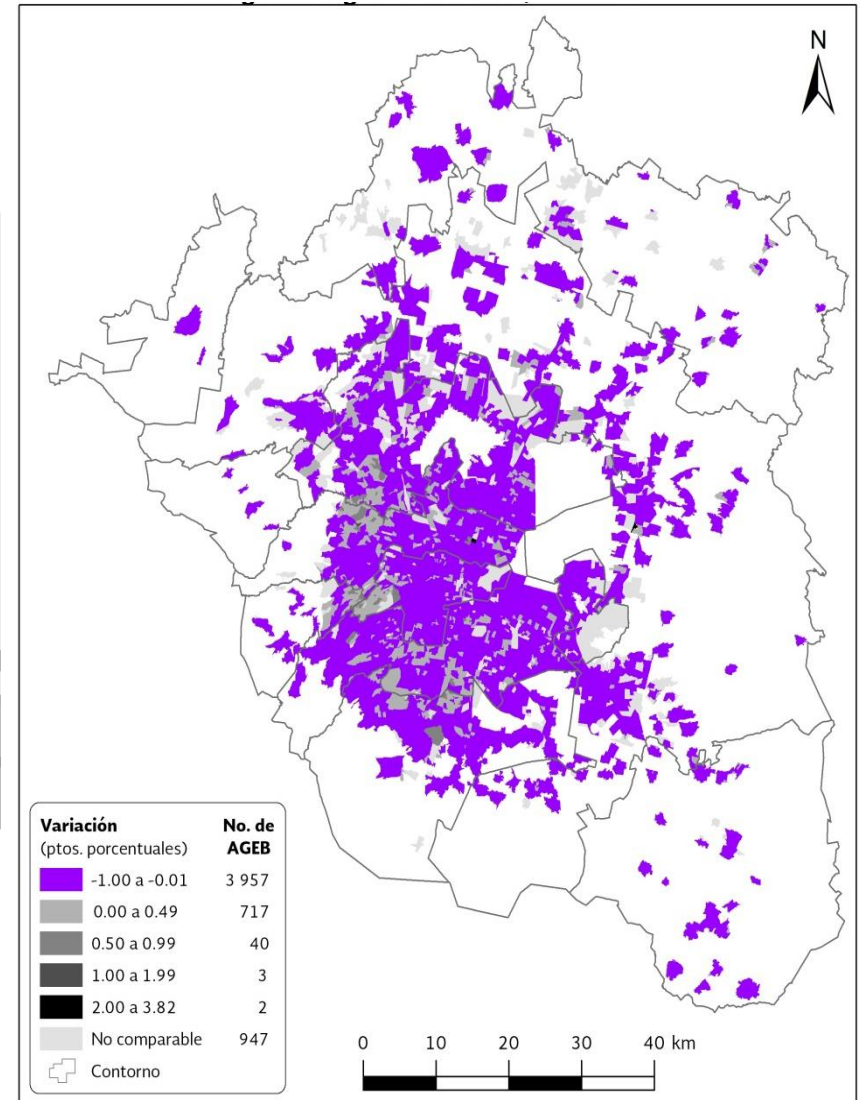 N
Variación No. de
(ptos. porcentuales) AGEB
-1.00 a -0.01 3 957
0.00 a 0.49 717
0.50 a 0.99 40
1.00 a 1.99 3
2.00 a 3.82 2
No comparable 947
Contorno
0 10 20 30 40 km